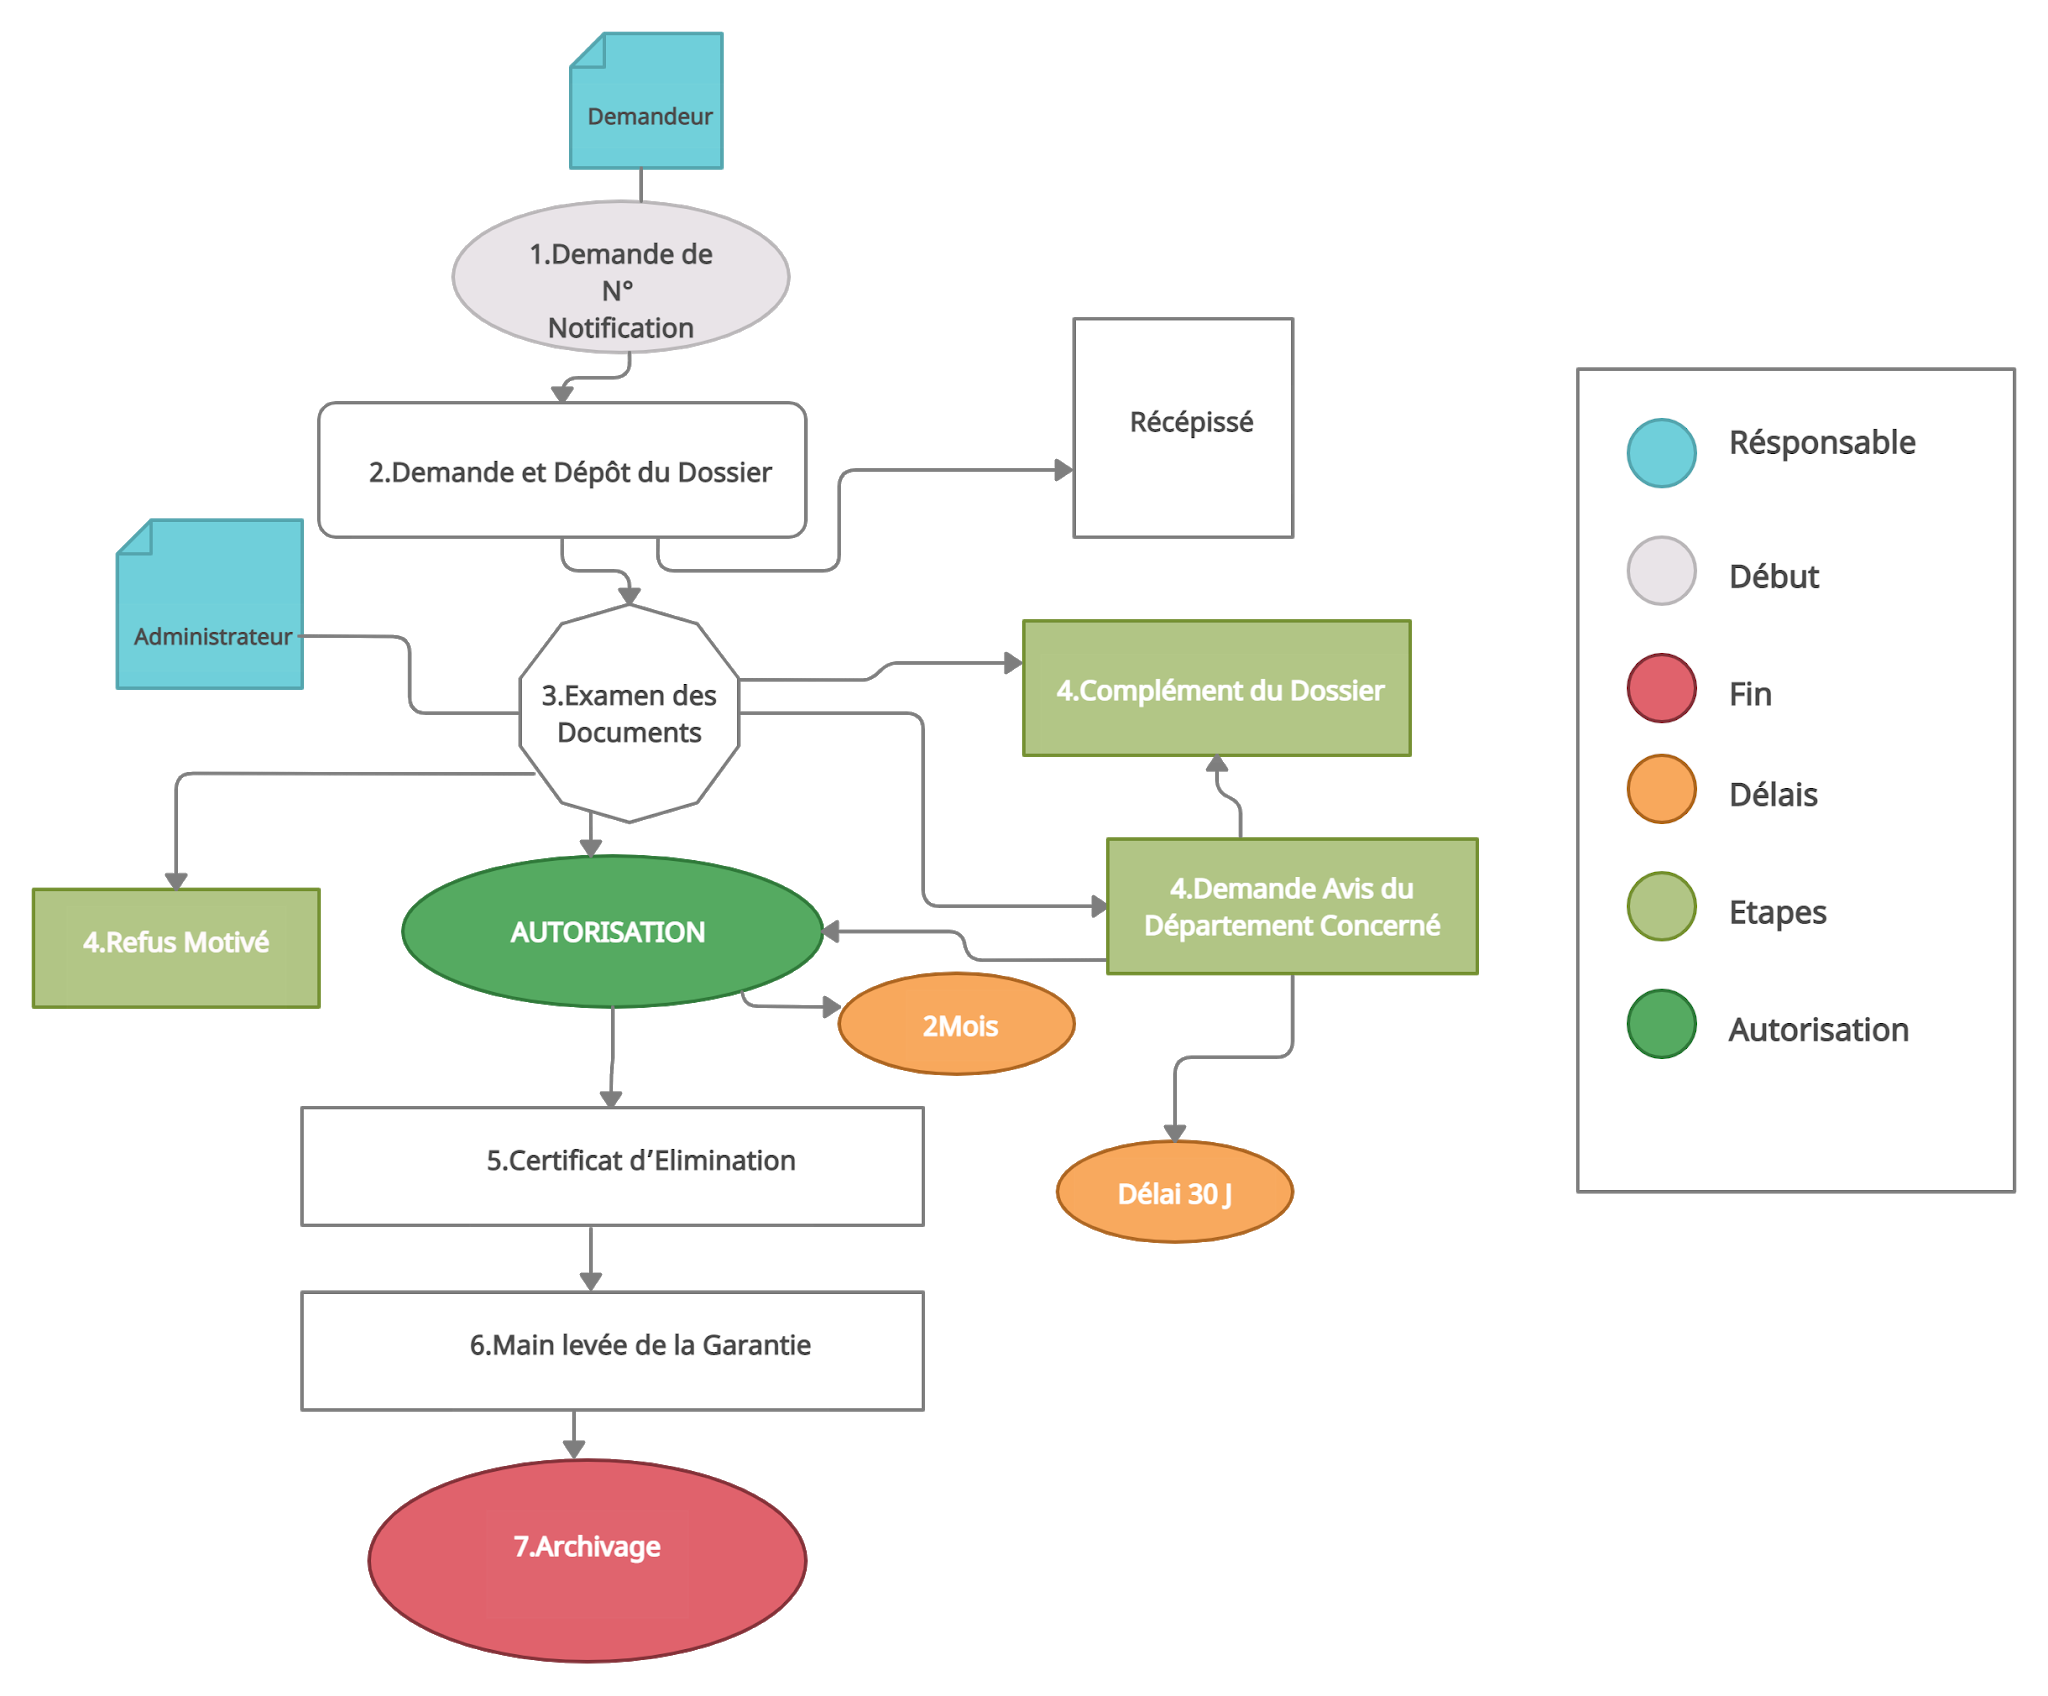 Demandeur
1.Demande de
N°
Notification
2.Demande et Dépôt du Dossier
Récépissé
Administrateur
3.Examen des
Documents
4.Complément du Dossier
4.Refus Motivé
AUTORISATION
4.Demande Avis du
Département Concerné
2Mois
5.Certificat d’Elimination
Délai 30 J
6.Main levée de la Garantie
7.Archivage
Résponsable
Début
Fin
Délais
Etapes
Autorisation